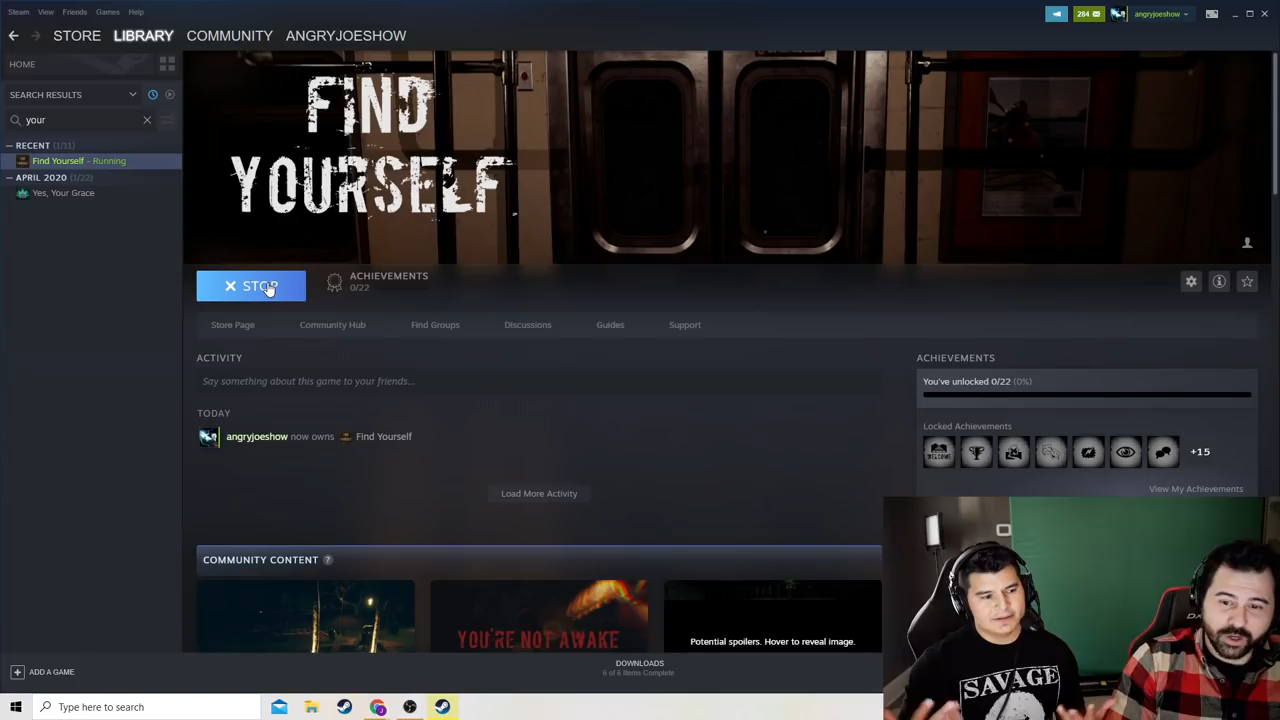 Steam View Friends Games Help
284
angryjoeshow
STORE LIBRARY COMMUNITY ANGRYJOESHOW
HOME
SEARCH RESULTS
your
RECENT (1/11)
Find Yourself - Running
APRIL 2020 (1/22)
Yes, Your Grace
FIND
YOURSELF
STOP
ACHIEVEMENTS
0/22
Store Page Community Hub Find Groups Discussions Guides Support
ACTIVITY
Say something about this game to your friends...
TODAY
angryjoeshow now owns Find Yourself
Load More Activity
ACHIEVEMENTS
You've unlocked 0/22 (0%)
Locked Achievements
WELCOME
+15
View My Achievements
COMMUNITY CONTENT ?
YOU'RE NOT AWAKE
Potential spoilers. Hover to reveal image.
SAVAGE
ADD A GAME
DOWNLOADS
6 of 6 Items Complete
Type here to search